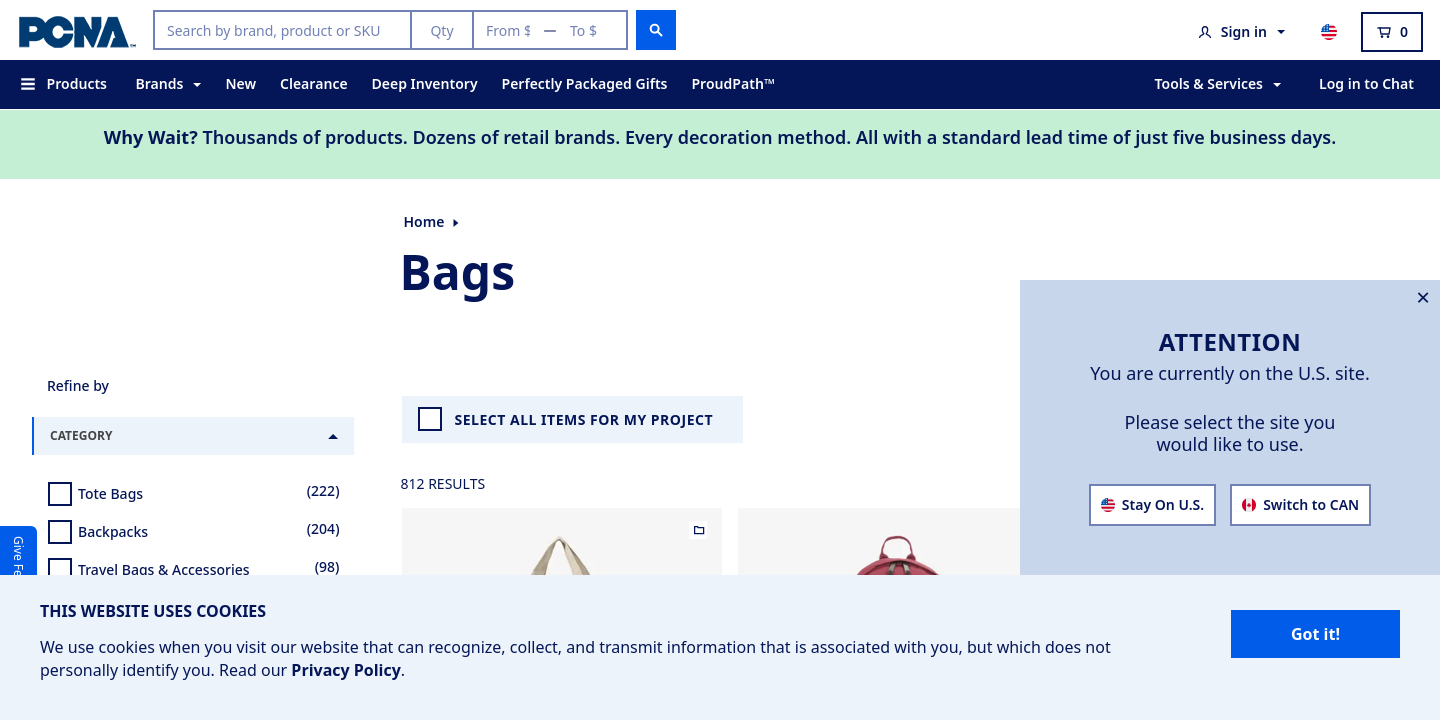 PCNA™
Search by brand, product or SKU
Qty
From $ — To $
Sign in
0
Products
Brands
New
Clearance
Deep Inventory
Perfectly Packaged Gifts
ProudPath™
Tools & Services
Log in to Chat
Why Wait? Thousands of products. Dozens of retail brands. Every decoration method. All with a standard lead time of just five business days.
Home
Bags
ATTENTION
You are currently on the U.S. site.
Please select the site you
would like to use.
Stay On U.S.
Switch to CAN
Refine by
CATEGORY
SELECT ALL ITEMS FOR MY PROJECT
812 RESULTS
Tote Bags (222)
Backpacks (204)
Travel Bags & Accessories (98)
Give Fe
THIS WEBSITE USES COOKIES
We use cookies when you visit our website that can recognize, collect, and transmit information that is associated with you, but which does not
personally identify you. Read our Privacy Policy.
Got it!